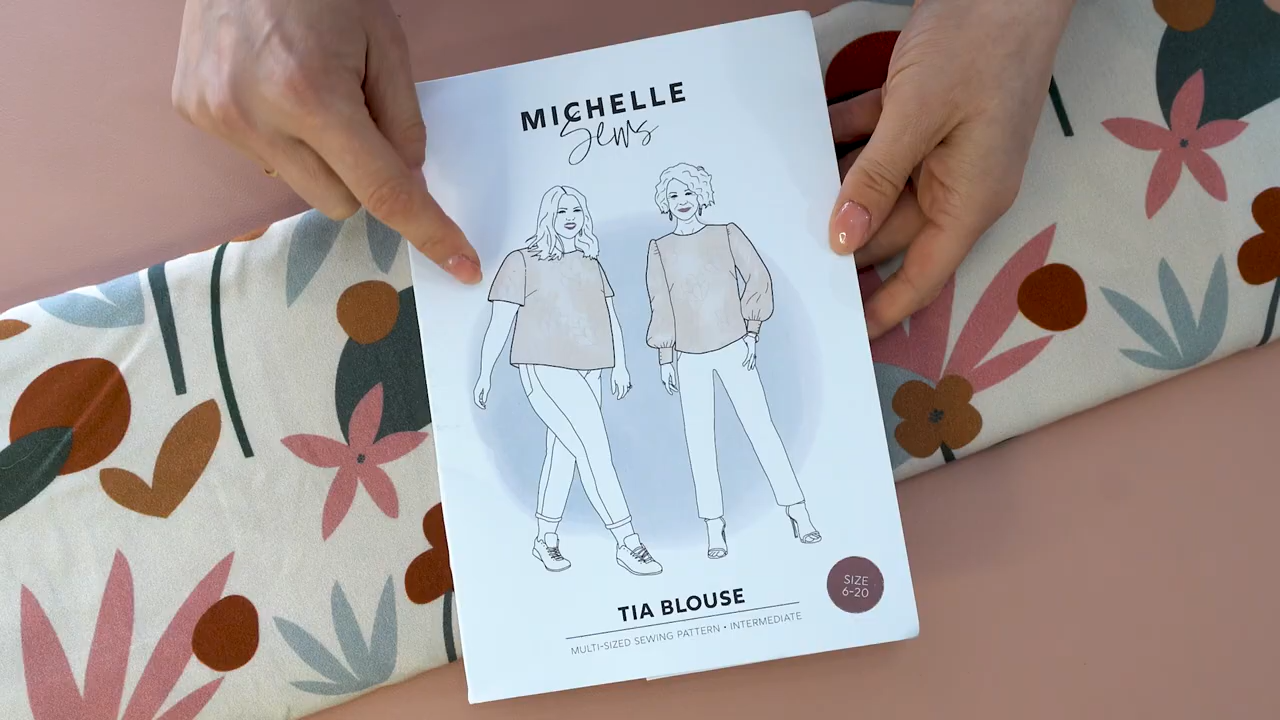 MICHELLE
Sews
TIA BLOUSE
MULTI-SIZED SEWING PATTERN • INTERMEDIATE
SIZE
6-20